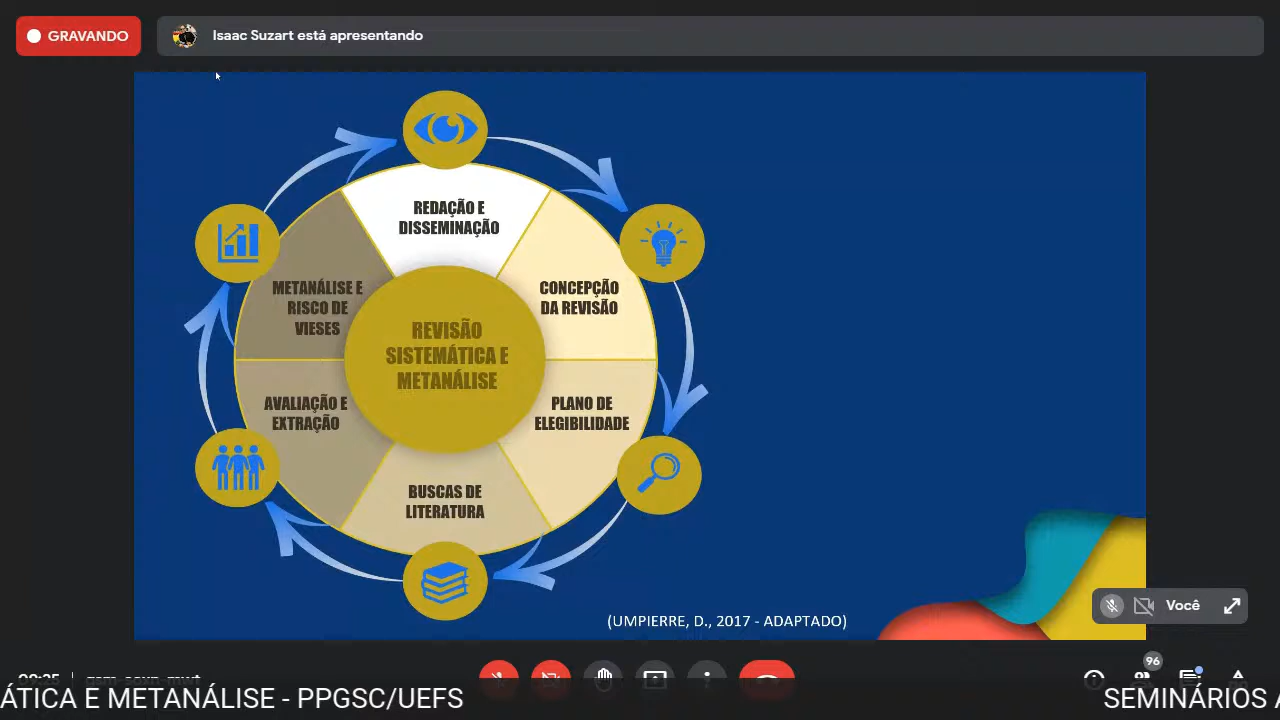 GRAVANDO
Isaac Suzart está apresentando
REDAÇÃO E
DISSEMINAÇÃO
CONCEPÇÃO
DA REVISÃO
PLANO DE
ELEGIBILIDADE
BUSCAS DE
LITERATURA
AVALIAÇÃO E
EXTRAÇÃO
METANÁLISE E
RISCO DE
VIESES
REVISÃO
SISTEMÁTICA E
METANÁLISE
(UMPIERRE, D., 2017 - ADAPTADO)
Você
96
ÁTICA E METANÁLISE - PPGSC/UEFS
SEMINÁRIOS